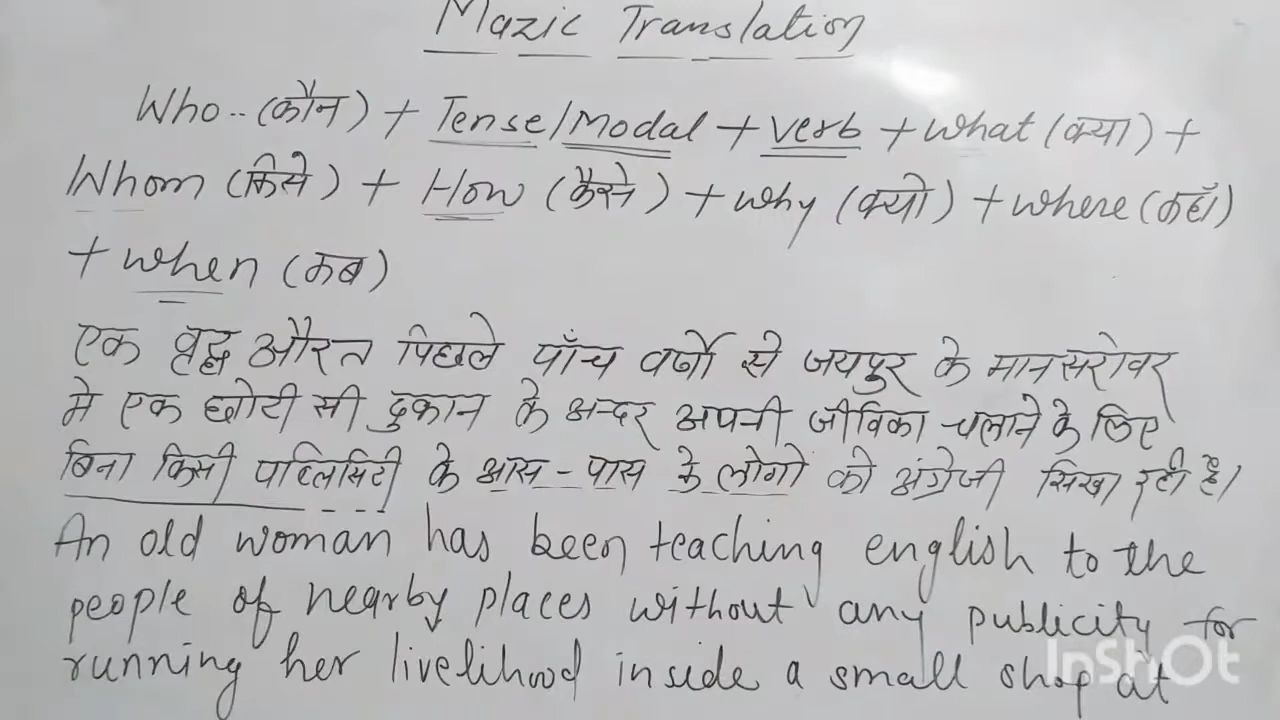 Mazic Translation
Who.. (कौन) + Tense/Modal + Verb + what (क्या) +
Whom (किसे) + How (कैसे) + why (क्यो) + where (कहाँ)
+ when (कब)
एक वृद्ध औरत पिछले पाँच वर्षो से जयपुर के मानसरोवर
मे एक छोटी सी दुकान के अन्दर अपनी जीविका चलाने के लिए
बिना किसी पब्लिसिटी के आस-पास के लोगो को अंग्रेजी सिखा रही है।
An old woman has been teaching english to the
people of nearby places without any publicity for
running her livelihood inside a small shop at
InShOt